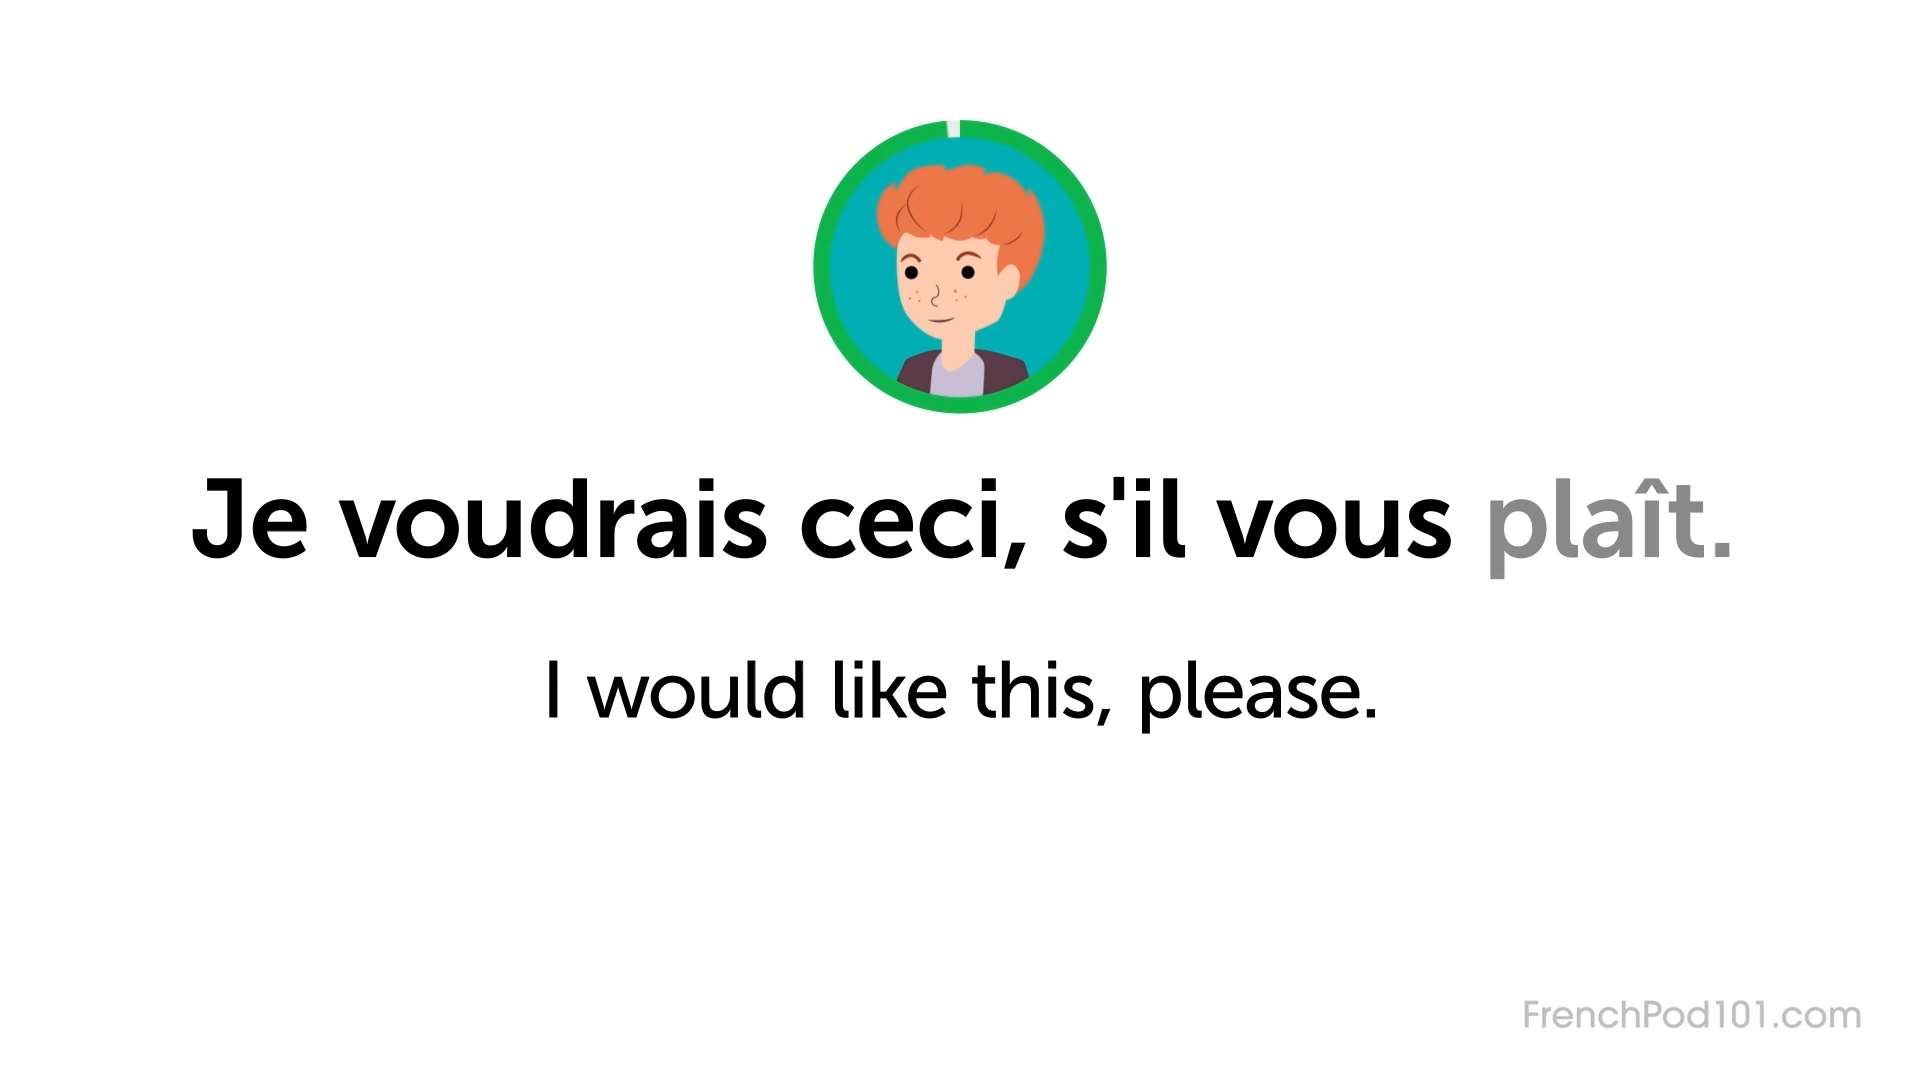 Je voudrais ceci, s'il vous plaît.
I would like this, please.
FrenchPod101.com